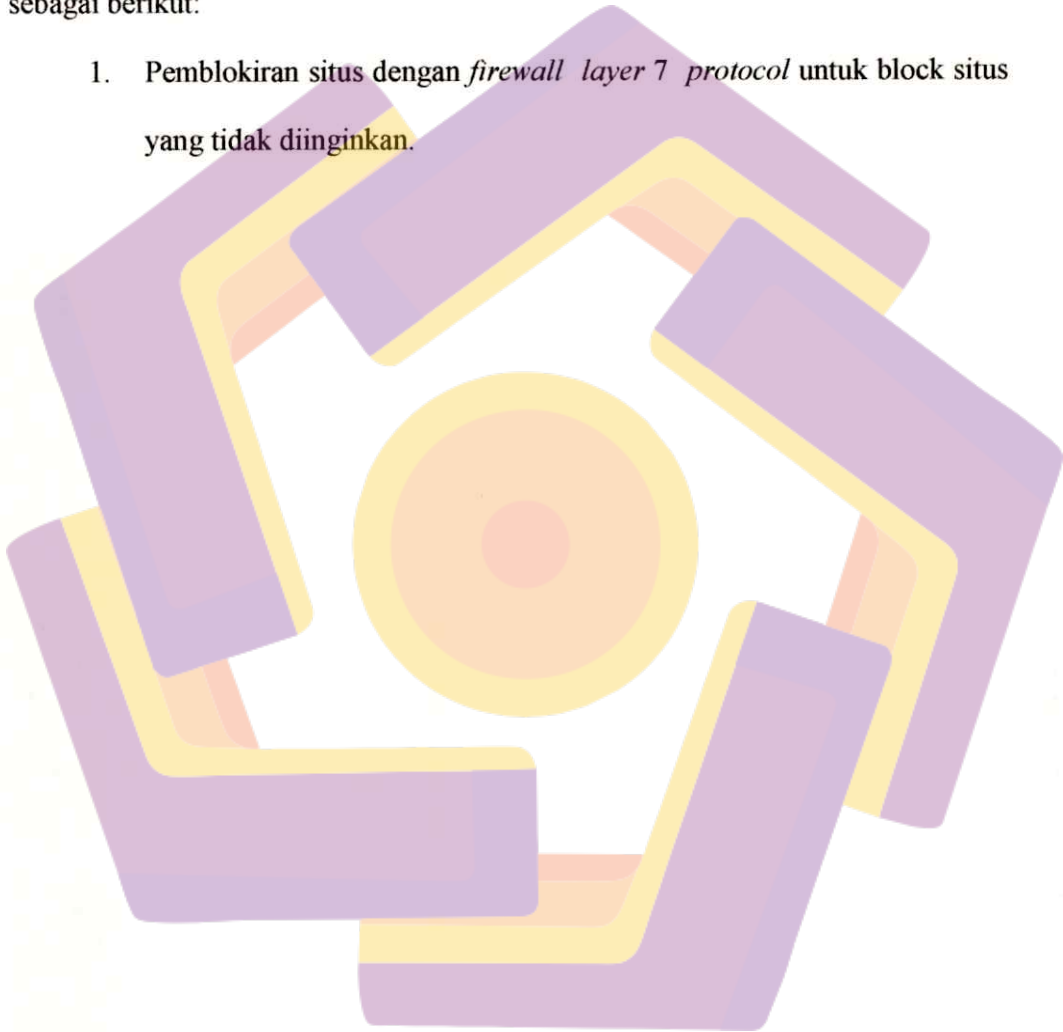 sebagai berikut:
1. Pemblokiran situs dengan firewall layer 7 protocol untuk block situs
yang tidak diinginkan.